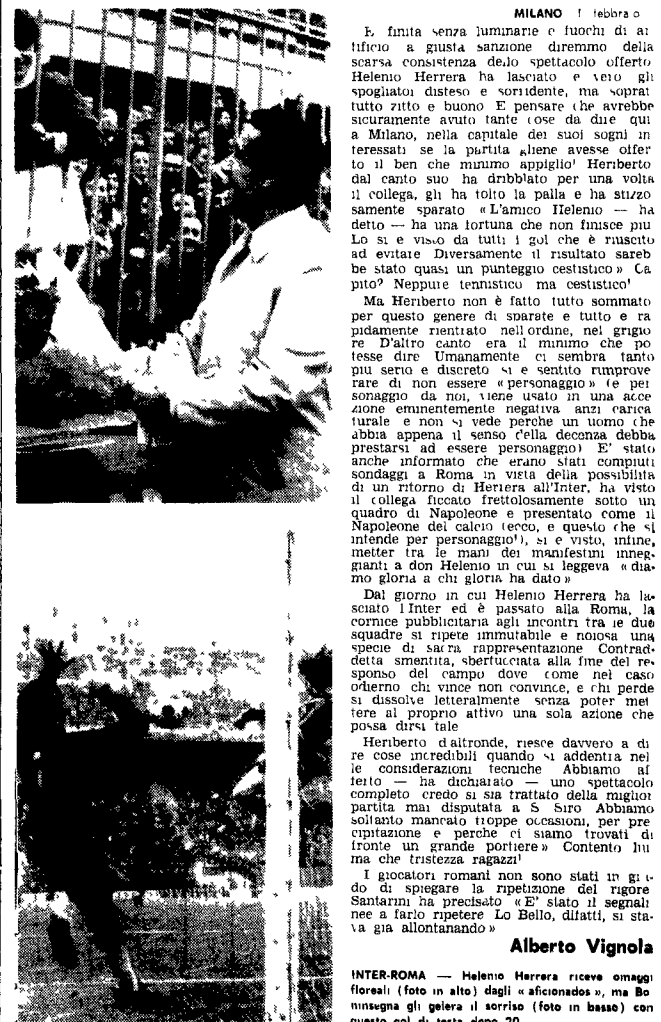 MILANO 1 febbraio
È finita senza luminarie e fuochi di ar
tificio a giusta sanzione diremmo della
scarsa consistenza dello spettacolo offerto
Helenio Herrera ha lasciato e vero gli
spogliatoi disteso e sorridente, ma soprat
tutto zitto e buono E pensare che avrebbe
sicuramente avuto tante cose da dire qui
a Milano, nella capitale dei suoi sogni in
teressati se la partita gliene avesse offer
to il ben che minimo appiglio' Heriberto
dal canto suo ha dribblato per una volta
il collega, gli ha tolto la palla e ha stizzo
samente sparato « L'amico Helenio — ha
detto — ha una fortuna che non finisce piu
Lo si e visto da tutti i gol che è riuscito
ad evitare Diversamente il risultato sareb
be stato quasi un punteggio cestistico » Ca
pito? Neppure tennistico ma cestistico'
Ma Heriberto non è fatto tutto sommato
per questo genere di sparate e tutto e ra
pidamente rientrato nell ordine, nel grigio
re D'altro canto era il minimo che po
tesse dire Umanamente ci sembra tanto
piu serio e discreto si e sentito rimprove
rare di non essere « personaggio » (e per
sonaggio da noi, viene usato in una acce
zione eminentemente negativa anzi carica
turale e non si vede perche un uomo che
abbia appena il senso della decenza debba
prestarsi ad essere personaggio) E' stato
anche informato che erano stati compiuti
sondaggi a Roma in vista della possibilita
di un ritorno di Herrera all'Inter, ha visto
il collega ficcato frettolosamente sotto un
quadro di Napoleone e presentato come il
Napoleone del calcio (ecco, e questo che si
intende per personaggio'), si e visto, infine,
metter tra le mani dei manifestini inneg-
gianti a don Helenio in cui si leggeva « dia-
mo gloria a chi gloria ha dato »
Dal giorno in cui Helenio Herrera ha la-
sciato l Inter ed è passato alla Roma, la
cornice pubblicitaria agli incontri tra le due
squadre si ripete immutabile e noiosa una
specie di sacra rappresentazione Contrad-
detta smentita, sbertucciata alla fine del re-
sponso del campo dove come nel caso
odierno chi vince non convince, e chi perde
si dissolve letteralmente senza poter met
tere al proprio attivo una sola azione che
possa dirsi tale
Heriberto d altronde, riesce davvero a di
re cose incredibili quando si addentra nel
le considerazioni tecniche Abbiamo of
ferto — ha dichiarato — uno spettacolo
completo credo si sia trattato della miglior
partita mai disputata a S Siro Abbiamo
soltanto mancato troppe occasioni, per pre
cipitazione e perche ci siamo trovati di
fronte un grande portiere » Contento lui
ma che tristezza ragazzi'
I giocatori romani non sono stati in gra-
do di spiegare la ripetizione del rigore
Santarini ha precisato « E' stato il segnali
nee a farlo ripetere Lo Bello, difatti, si sta-
va gia allontanando »
Alberto Vignola
INTER-ROMA — Helenio Herrera riceve omaggi
floreali (foto in alto) dagli « aficionados », ma Bo
ninsegna gli gelera il sorriso (foto in basso) con
questo gol di testa dopo 20